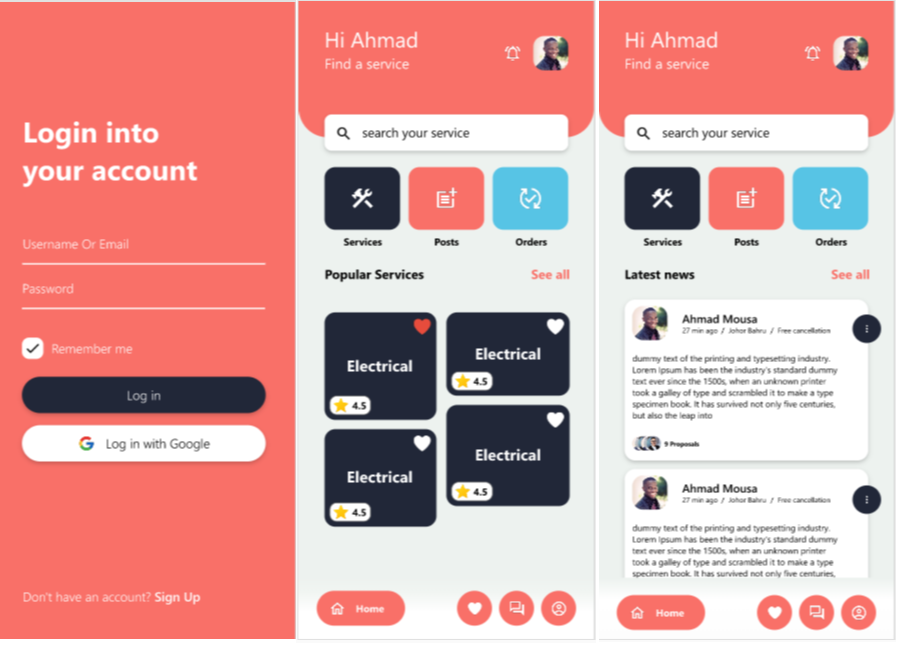 Login into
your account
Username Or Email
Password
Remember me
Log in
Log in with Google
Don't have an account? Sign Up
Hi Ahmad
Find a service
search your service
Services
Posts
Orders
Popular Services
See all
Electrical
4.5
Electrical
4.5
Electrical
4.5
Electrical
4.5
Home
Hi Ahmad
Find a service
search your service
Services
Posts
Orders
Latest news
See all
Ahmad Mousa
27 min ago / Johor Bahru / Free cancellation
dummy text of the printing and typesetting industry.
Lorem Ipsum has been the industry's standard dummy
text ever since the 1500s, when an unknown printer
took a galley of type and scrambled it to make a type
specimen book. It has survived not only five centuries,
but also the leap into
9 Proposals
Ahmad Mousa
27 min ago / Johor Bahru / Free cancellation
dummy text of the printing and typesetting industry.
Lorem Ipsum has been the industry's standard dummy
text ever since the 1500s, when an unknown printer
took a galley of type and scrambled it to make a type
specimen book. It has survived not only five centuries,
Home